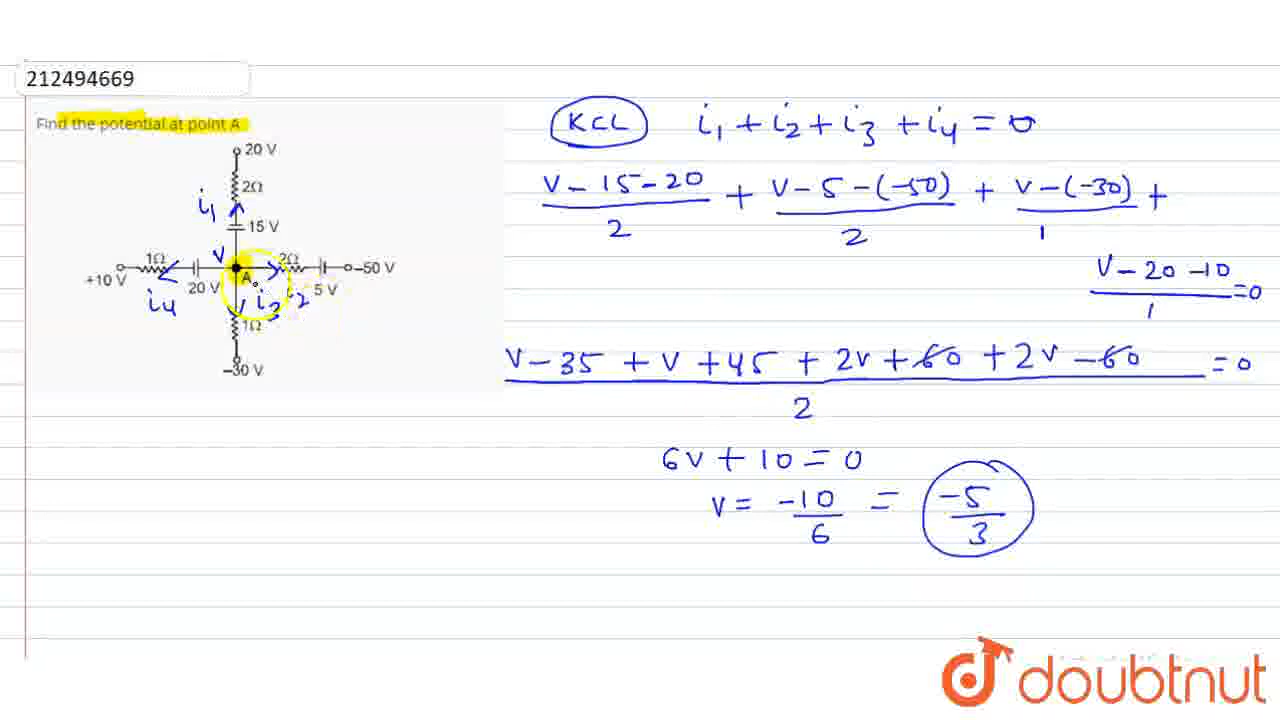 212494669
Find the potential at point A
20 V
2Ω
i₁
15 V
1Ω
V
2Ω
+10 V
A
–50 V
i₄
20 V
i₃
i₂
5 V
1Ω
–30 V
KCL i₁ + i₂ + i₃ + i₄ = 0
V – 15 – 20 / 2 + V – 5 – (–50) / 2 + V – (–30) / 1 +
V – 20 – 10 / 1 = 0
V – 35 + V + 45 + 2V + 60 + 2V – 60 / 2 = 0
6V + 10 = 0
V = –10 / 6 = –5 / 3
doubtnut